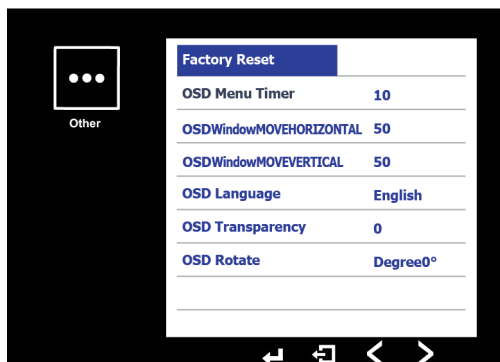 Other
Factory Reset
OSD Menu Timer 10
OSDWindowMOVEHORIZONTAL 50
OSDWindowMOVEVERTICAL 50
OSD Language English
OSD Transparency 0
OSD Rotate Degree0°